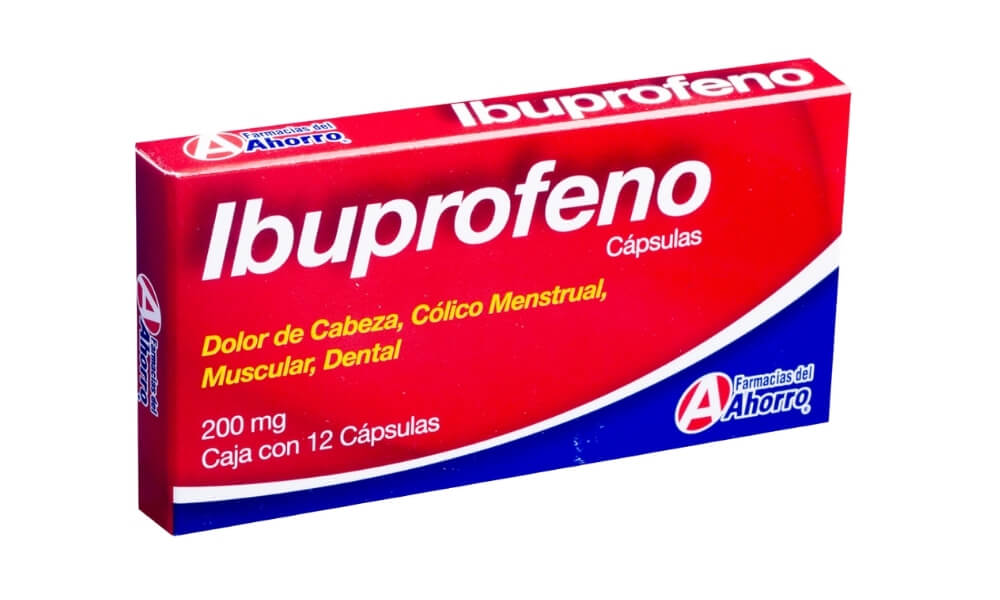 Farmacias del
Ahorro
Ibuprofeno
Ibuprofeno
Cápsulas
Dolor de Cabeza, Cólico Menstrual,
Muscular, Dental
200 mg
Caja con 12 Cápsulas
Farmacias del
Ahorro
Farmacias del
Ahorro